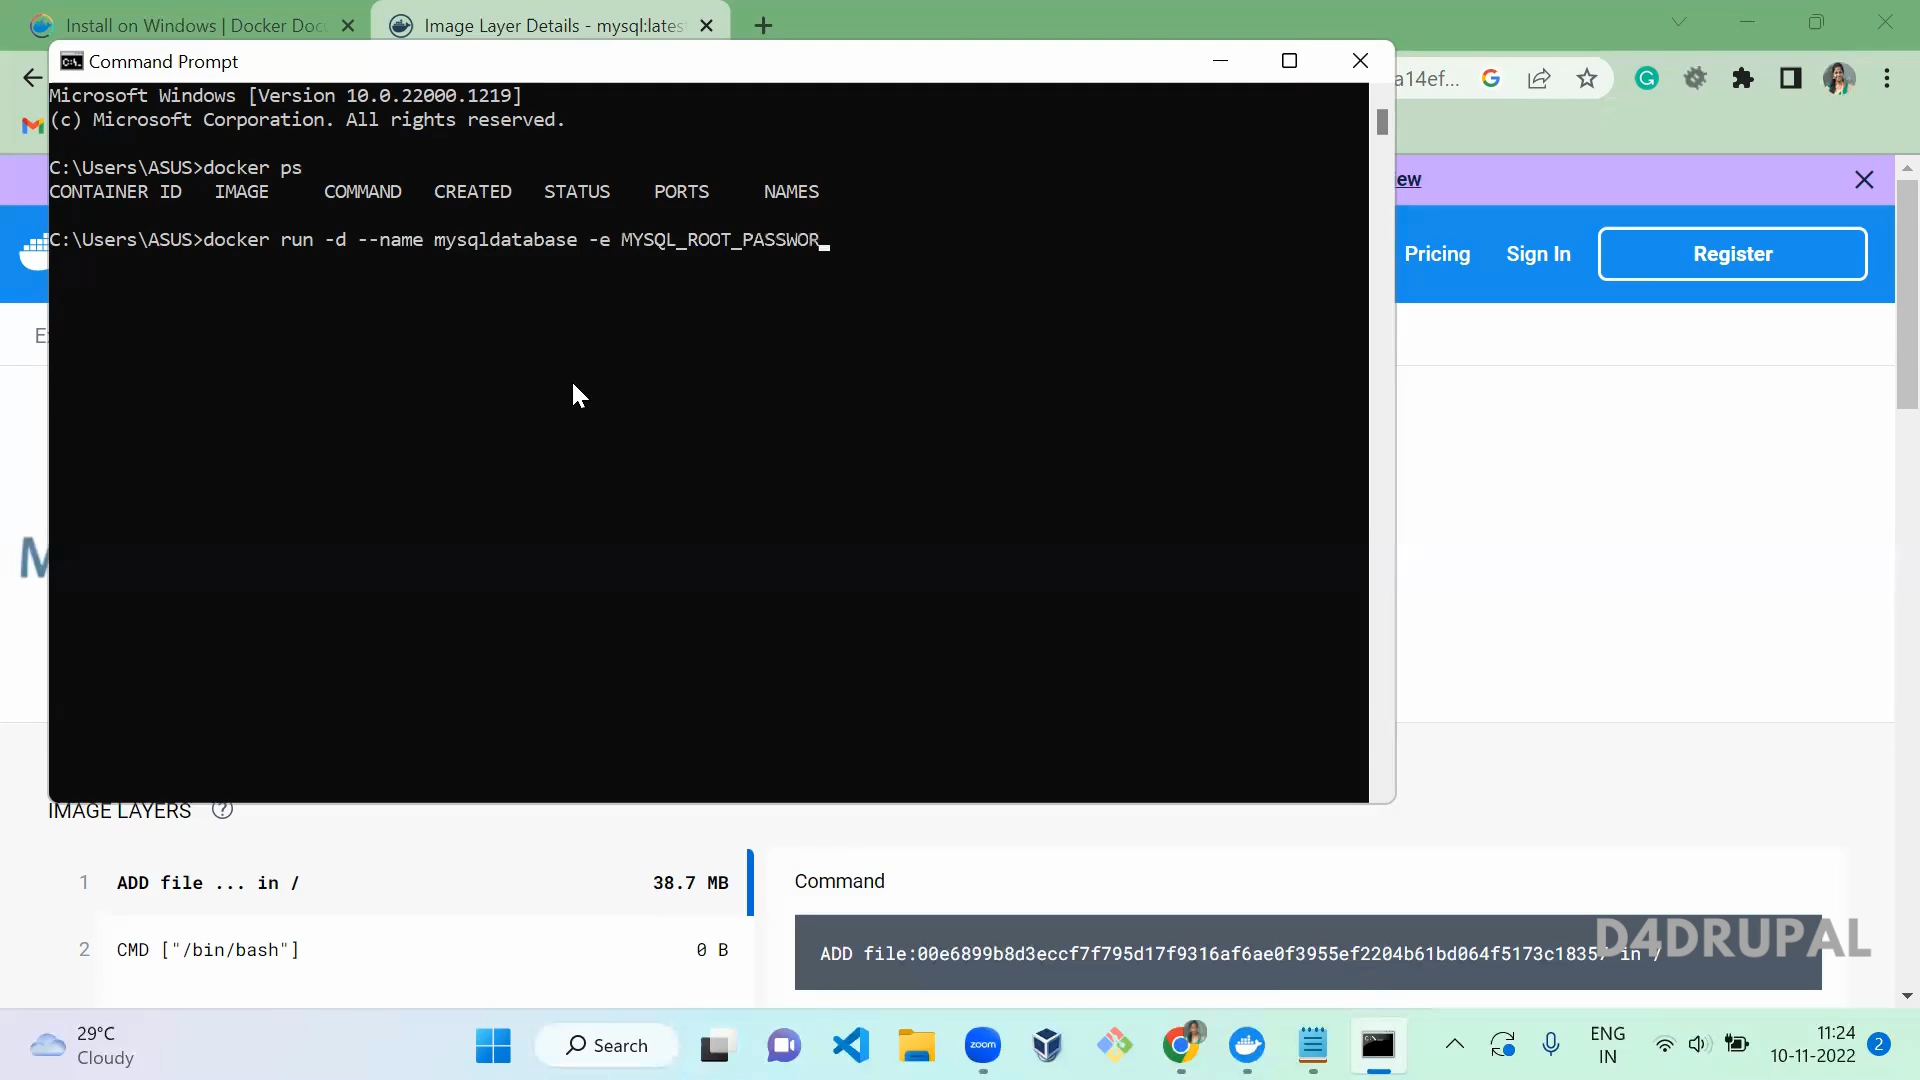 Install on Windows | Docker Doc
Image Layer Details - mysql:lates
Command Prompt
a14ef...
Microsoft Windows [Version 10.0.22000.1219]
(c) Microsoft Corporation. All rights reserved.
C:\Users\ASUS>docker ps
CONTAINER ID IMAGE COMMAND CREATED STATUS PORTS NAMES
C:\Users\ASUS>docker run -d --name mysqldatabase -e MYSQL_ROOT_PASSWOR_
ew
Pricing Sign In Register
IMAGE LAYERS ?
1 ADD file ... in / 38.7 MB
2 CMD ["/bin/bash"] 0 B
Command
ADD file:00e6899b8d3eccf7f795d17f9316af6ae0f3955ef2204b61bd064f5173c18357 in /
D4DRUPAL
29°C
Cloudy
Search
zoom
ENG
IN
11:24
10-11-2022
2